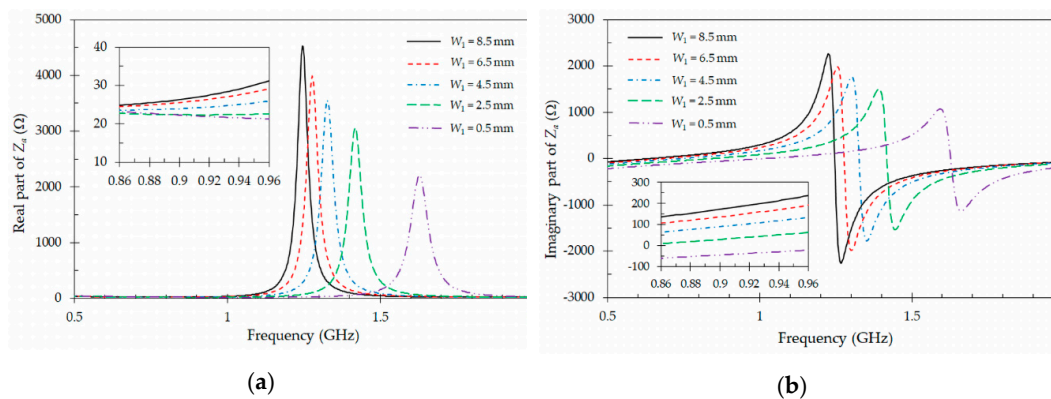 5000
4000
3000
2000
1000
0
Real part of Zₐ (Ω)
W₁ = 8.5 mm
W₁ = 6.5 mm
W₁ = 4.5 mm
W₁ = 2.5 mm
W₁ = 0.5 mm
40
30
20
10
0.86 0.88 0.9 0.92 0.94 0.96
0.5 1 1.5
Frequency (GHz)
(a)
3000
2000
1000
0
-1000
-2000
-3000
Imaginary part of Zₐ (Ω)
W₁ = 8.5 mm
W₁ = 6.5 mm
W₁ = 4.5 mm
W₁ = 2.5 mm
W₁ = 0.5 mm
300
200
100
0
-100
0.86 0.88 0.9 0.92 0.94 0.96
0.5 1 1.5
Frequency (GHz)
(b)